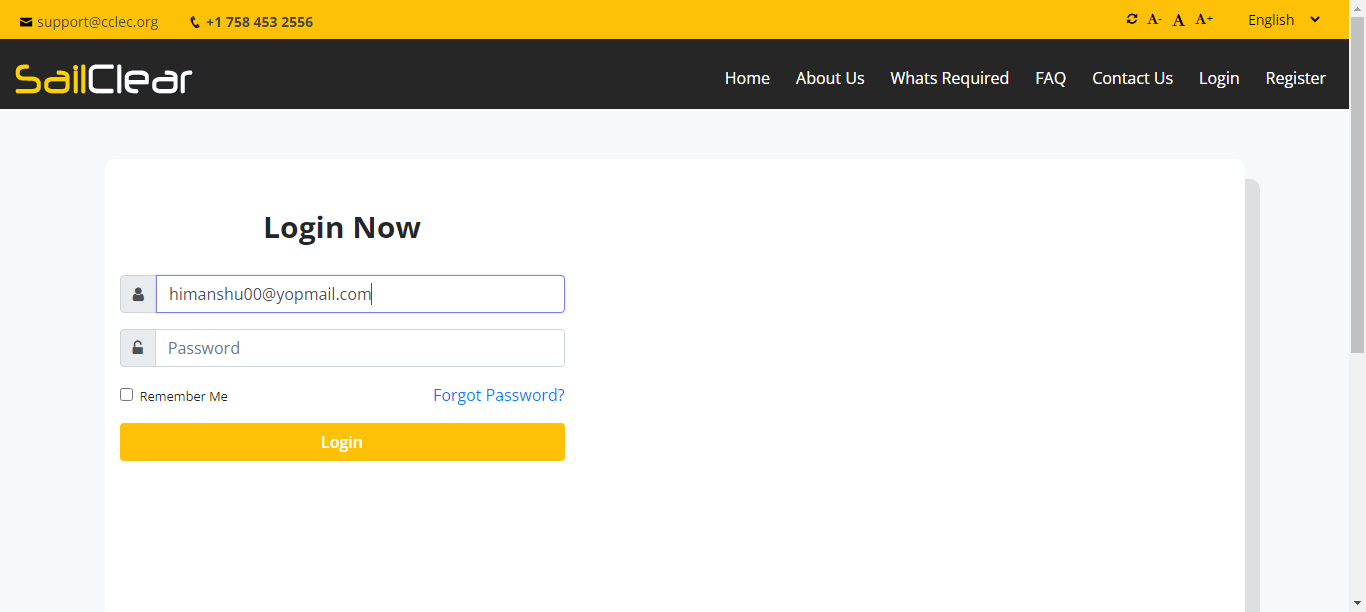 support@cclec.org +1 758 453 2556 A- A A+ English
SailClear Home About Us Whats Required FAQ Contact Us Login Register
Login Now
himanshu00@yopmail.com
Password
Remember Me Forgot Password?
Login